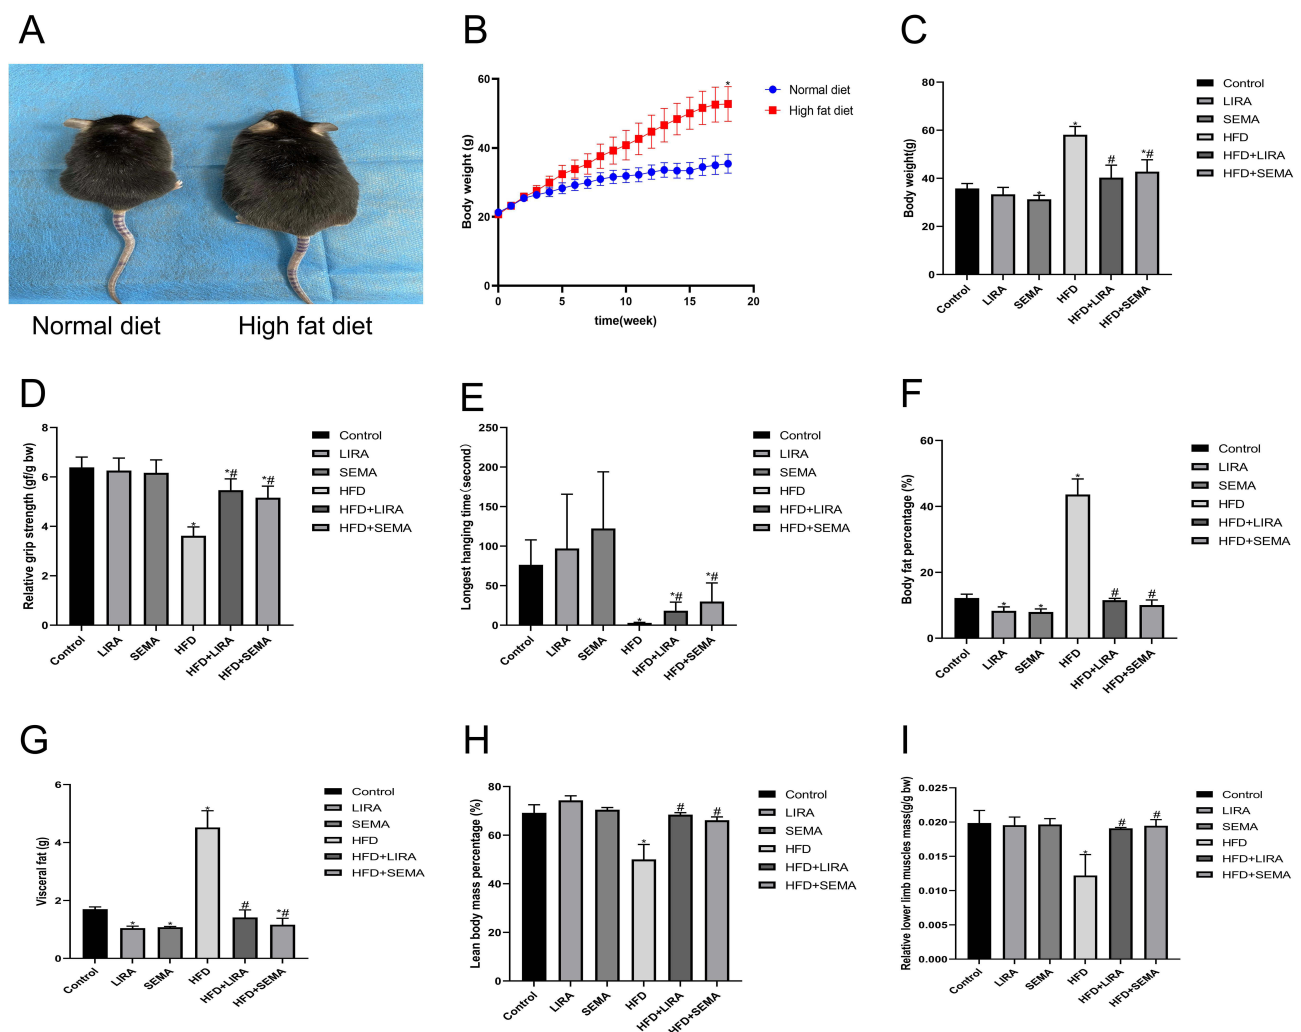 A
Normal diet
High fat diet
B
Body weight (g)
60
40
20
0
0
5
10
15
20
time(week)
*
Normal diet
High fat diet
C
Body weight(g)
80
60
40
20
0
*
*
#
*#
Control
LIRA
SEMA
HFD
HFD+LIRA
HFD+SEMA
Control
LIRA
SEMA
HFD
HFD+LIRA
HFD+SEMA
D
Relative grip strength (gf/g bw)
8
6
4
2
0
*
*#
*#
Control
LIRA
SEMA
HFD
HFD+LIRA
HFD+SEMA
Control
LIRA
SEMA
HFD
HFD+LIRA
HFD+SEMA
E
Longest hanging time(second)
250
200
150
100
50
0
*
*#
*#
Control
LIRA
SEMA
HFD
HFD+LIRA
HFD+SEMA
Control
LIRA
SEMA
HFD
HFD+LIRA
HFD+SEMA
F
Body fat percentage (%)
60
40
20
0
*
*
*
#
#
Control
LIRA
SEMA
HFD
HFD+LIRA
HFD+SEMA
Control
LIRA
SEMA
HFD
HFD+LIRA
HFD+SEMA
G
Visceral fat (g)
6
4
2
0
*
*
*
#
*#
Control
LIRA
SEMA
HFD
HFD+LIRA
HFD+SEMA
Control
LIRA
SEMA
HFD
HFD+LIRA
HFD+SEMA
H
Lean body mass percentage (%)
80
60
40
20
0
*
#
#
Control
LIRA
SEMA
HFD
HFD+LIRA
HFD+SEMA
Control
LIRA
SEMA
HFD
HFD+LIRA
HFD+SEMA
I
Relative lower limb muscles mass(g/g bw)
0.025
0.020
0.015
0.010
0.005
0.000
*
#
#
Control
LIRA
SEMA
HFD
HFD+LIRA
HFD+SEMA
Control
LIRA
SEMA
HFD
HFD+LIRA
HFD+SEMA